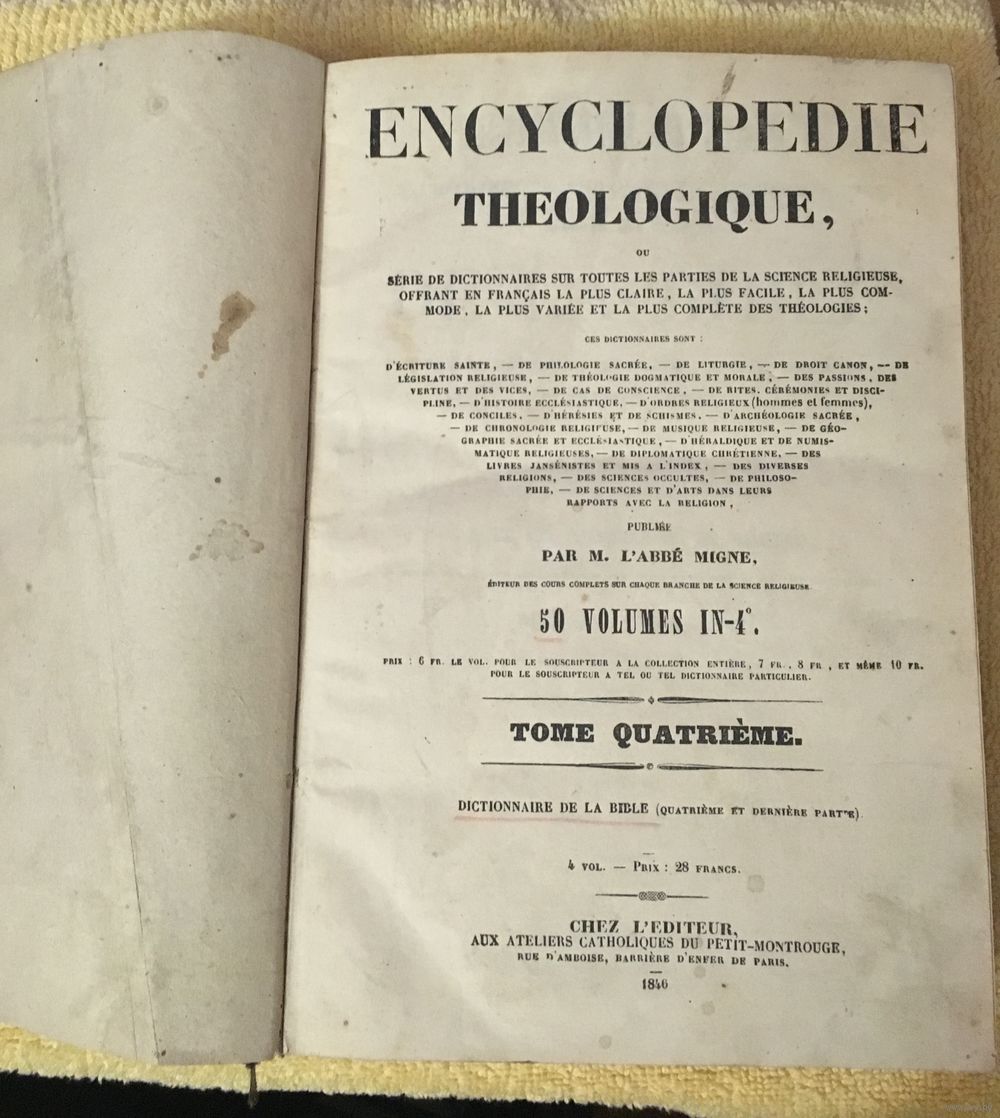 ENCYCLOPEDIE
THEOLOGIQUE,
OU
SÉRIE DE DICTIONNAIRES SUR TOUTES LES PARTIES DE LA SCIENCE RELIGIEUSE,
OFFRANT EN FRANÇAIS LA PLUS CLAIRE, LA PLUS FACILE, LA PLUS COM-
MODE, LA PLUS VARIÉE ET LA PLUS COMPLÈTE DES THÉOLOGIES;
CES DICTIONNAIRES SONT :
D'ÉCRITURE SAINTE, — DE PHILOLOGIE SACRÉE, — DE LITURGIE, — DE DROIT CANON, — DE
LÉGISLATION RELIGIEUSE, — DE THÉOLOGIE DOGMATIQUE ET MORALE, — DES PASSIONS, DES
VERTUS ET DES VICES, — DE CAS DE CONSCIENCE, — DE RITES, CÉRÉMONIES ET DISCI-
PLINE, — D'HISTOIRE ECCLÉSIASTIQUE, — D'ORDRES RELIGIEUX (hommes et femmes),
— DE CONCILES, — D'HÉRÉSIES ET DE SCHISMES, — D'ARCHÉOLOGIE SACRÉE,
— DE CHRONOLOGIE RELIGIEUSE, — DE MUSIQUE RELIGIEUSE, — DE GÉO-
GRAPHIE SACRÉE ET ECCLÉSIASTIQUE, — D'HÉRALDIQUE ET DE NUMIS-
MATIQUE RELIGIEUSES, — DE DIPLOMATIQUE CHRÉTIENNE, — DES
LIVRES JANSÉNISTES ET MIS A L'INDEX, — DES DIVERSES
RELIGIONS, — DES SCIENCES OCCULTES, — DE PHILOSO-
PHIE, — DE SCIENCES ET D'ARTS DANS LEURS
RAPPORTS AVEC LA RELIGION,
PUBLIÉE
PAR M. L'ABBÉ MIGNE,
ÉDITEUR DES COURS COMPLETS SUR CHAQUE BRANCHE DE LA SCIENCE RELIGIEUSE.
50 VOLUMES IN-4°.
PRIX : 6 FR. LE VOL. POUR LE SOUSCRIPTEUR A LA COLLECTION ENTIÈRE, 7 FR., 8 FR, ET MÊME 10 FR.
POUR LE SOUSCRIPTEUR A TEL OU TEL DICTIONNAIRE PARTICULIER.
TOME QUATRIÈME.
DICTIONNAIRE DE LA BIBLE (QUATRIÈME ET DERNIÈRE PARTIE).
4 VOL. — PRIX : 28 FRANCS.
CHEZ L'EDITEUR,
AUX ATELIERS CATHOLIQUES DU PETIT-MONTROUGE,
RUE D'AMBOISE, BARRIÈRE D'ENFER DE PARIS.
1846